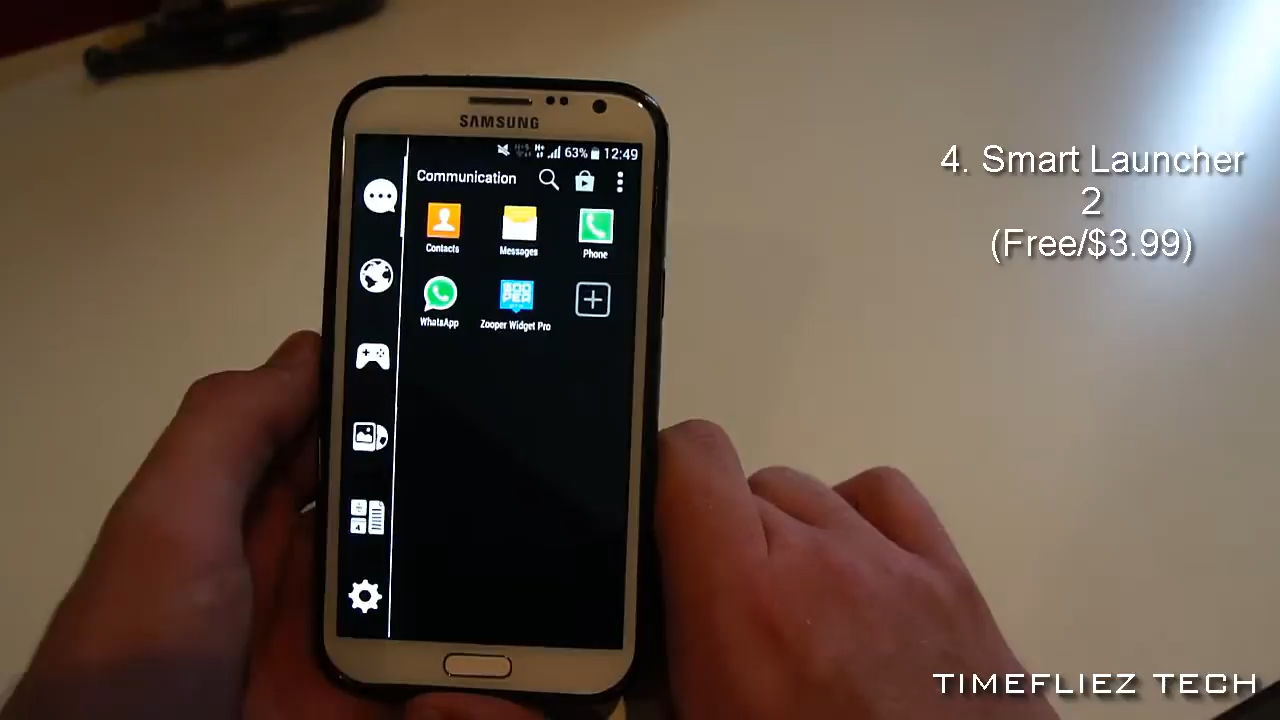 SAMSUNG
63% 12:49
Communication
Contacts Messages Phone
WhatsApp Zooper Widget Pro
4. Smart Launcher
2
(Free/$3.99)
TIMEFLIEZ TECH